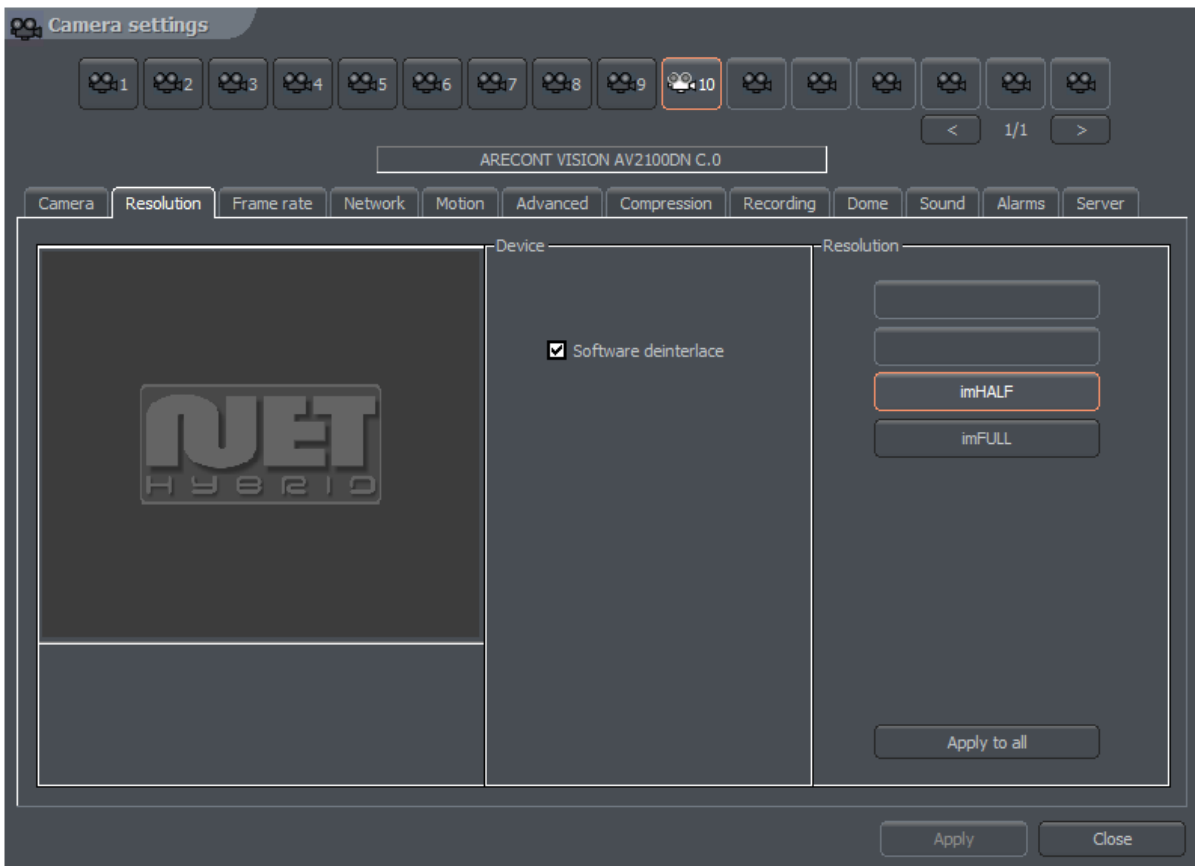 Camera settings
1 2 3 4 5 6 7 8 9 10
< 1/1 >
ARECONT VISION AV2100DN C.0
Camera Resolution Frame rate Network Motion Advanced Compression Recording Dome Sound Alarms Server
Device
Resolution
Software deinterlace
imHALF
imFULL
NET
HYBRID
Apply to all
Apply Close